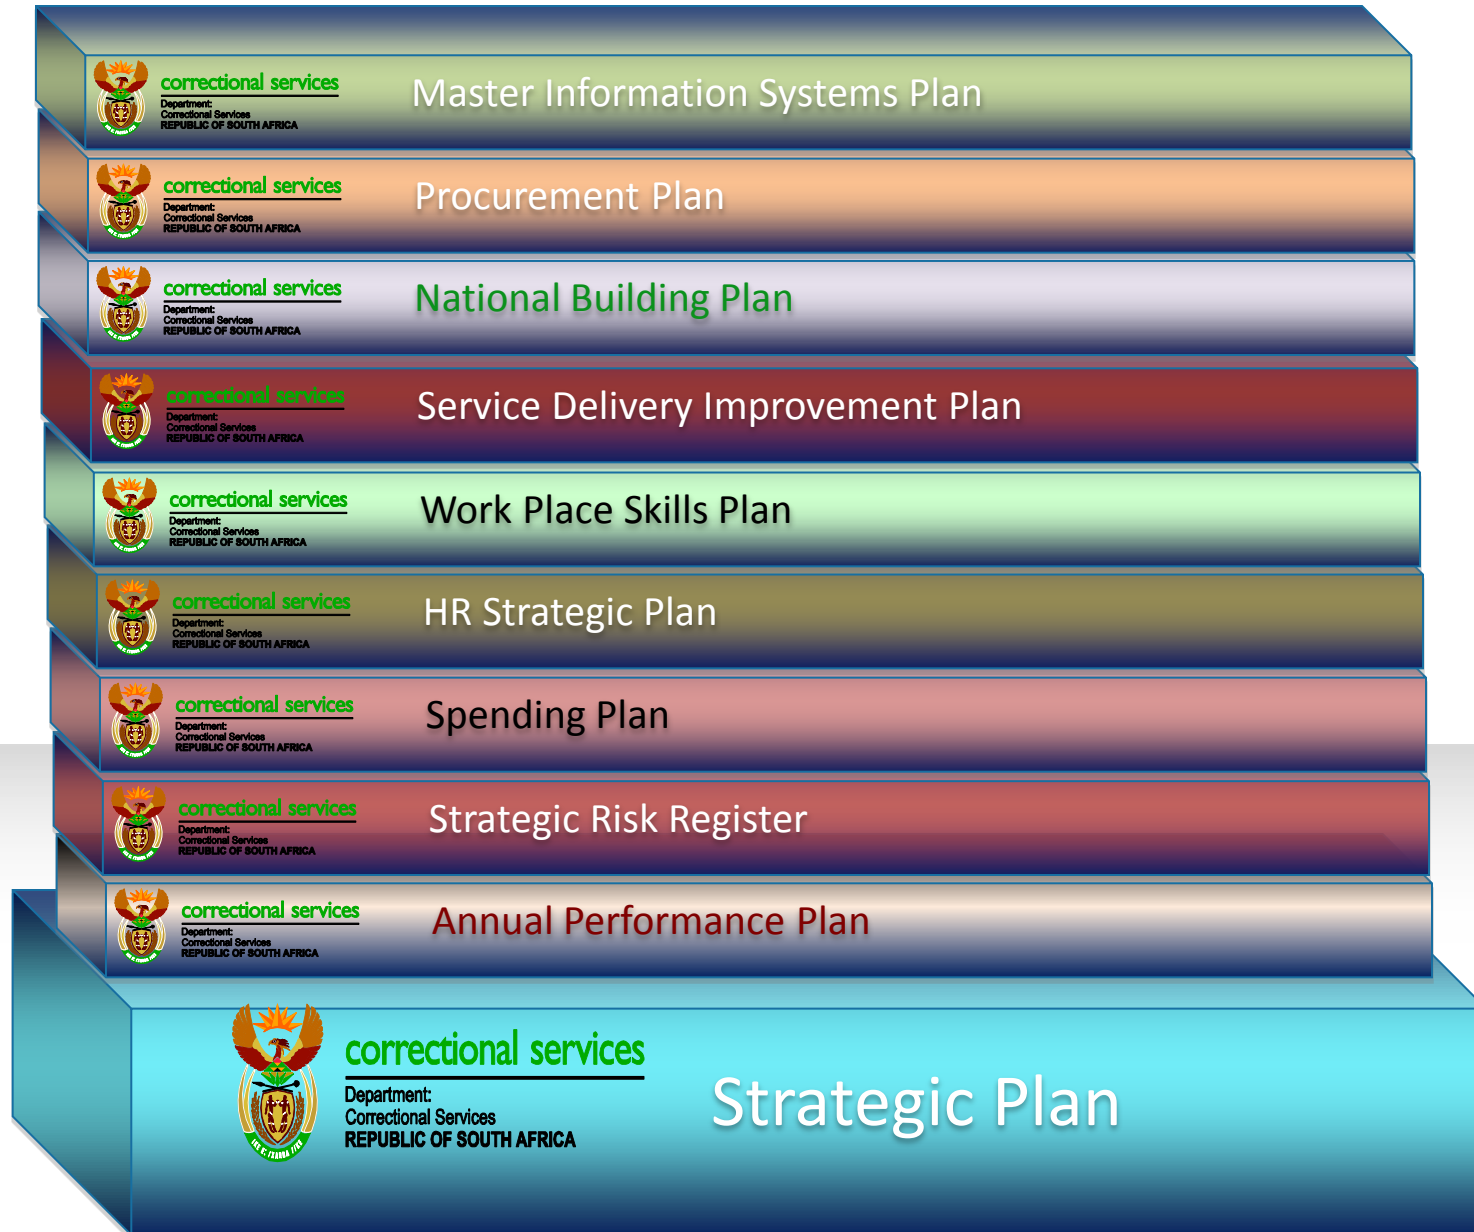 correctional services
Department:
Correctional Services
REPUBLIC OF SOUTH AFRICA
Master Information Systems Plan
correctional services
Department:
Correctional Services
REPUBLIC OF SOUTH AFRICA
Procurement Plan
correctional services
Department:
Correctional Services
REPUBLIC OF SOUTH AFRICA
National Building Plan
correctional services
Department:
Correctional Services
REPUBLIC OF SOUTH AFRICA
Service Delivery Improvement Plan
correctional services
Department:
Correctional Services
REPUBLIC OF SOUTH AFRICA
Work Place Skills Plan
correctional services
Department:
Correctional Services
REPUBLIC OF SOUTH AFRICA
HR Strategic Plan
correctional services
Department:
Correctional Services
REPUBLIC OF SOUTH AFRICA
Spending Plan
correctional services
Department:
Correctional Services
REPUBLIC OF SOUTH AFRICA
Strategic Risk Register
correctional services
Department:
Correctional Services
REPUBLIC OF SOUTH AFRICA
Annual Performance Plan
correctional services
Department:
Correctional Services
REPUBLIC OF SOUTH AFRICA
Strategic Plan